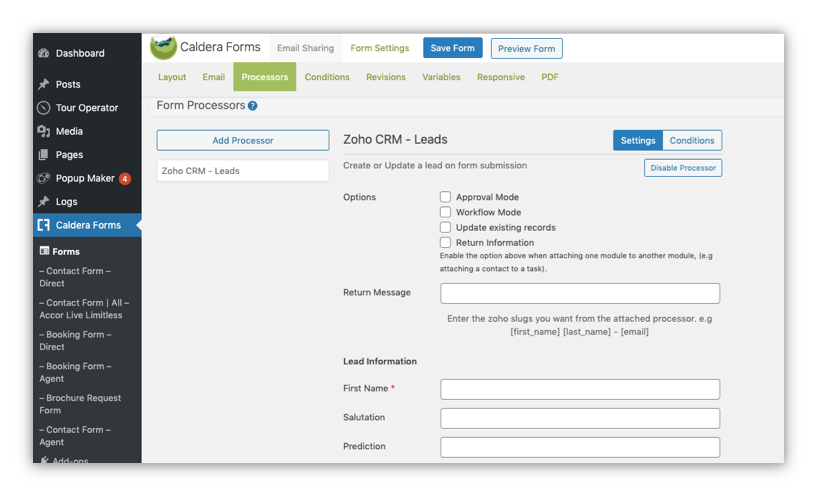 Dashboard
Posts
Tour Operator
Media
Pages
Popup Maker 4
Logs
Caldera Forms
Forms
– Contact Form –
Direct
– Contact Form | All –
Accor Live Limitless
– Booking Form –
Direct
– Booking Form –
Agent
– Brochure Request
Form
– Contact Form –
Agent
Add-ons
Caldera Forms Email Sharing Form Settings Save Form Preview Form
Layout Email Processors Conditions Revisions Variables Responsive PDF
Form Processors ?
Add Processor
Zoho CRM - Leads
Zoho CRM - Leads Settings Conditions
Create or Update a lead on form submission Disable Processor
Options Approval Mode
Workflow Mode
Update existing records
Return Information
Enable the option above when attaching one module to another module, (e.g
attaching a contact to a task).
Return Message
Enter the zoho slugs you want from the attached processor. e.g
[first_name] [last_name] - [email]
Lead Information
First Name *
Salutation
Prediction